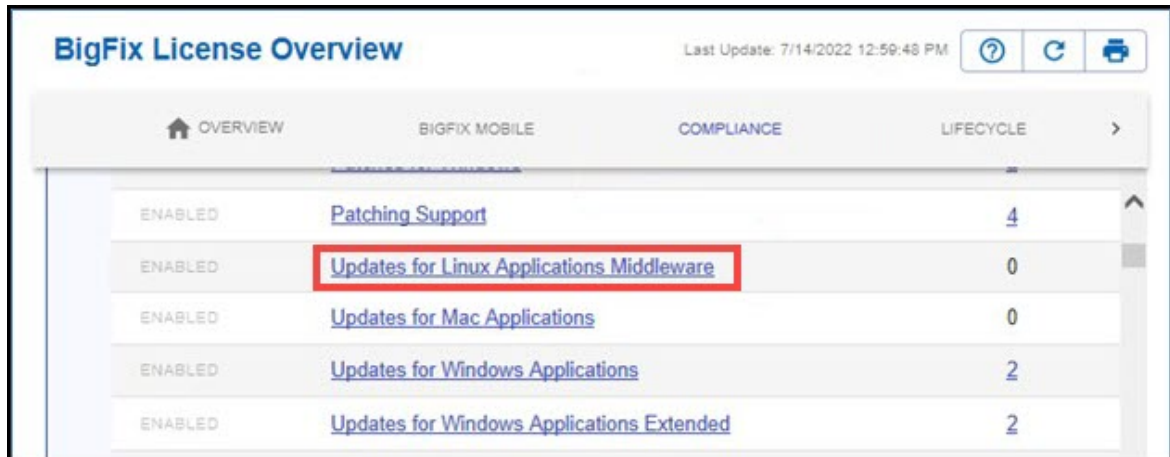 BigFix License Overview
Last Update: 7/14/2022 12:59:48 PM
OVERVIEW BIGFIX MOBILE COMPLIANCE LIFECYCLE
ENABLED Patching Support 4
ENABLED Updates for Linux Applications Middleware 0
ENABLED Updates for Mac Applications 0
ENABLED Updates for Windows Applications 2
ENABLED Updates for Windows Applications Extended 2